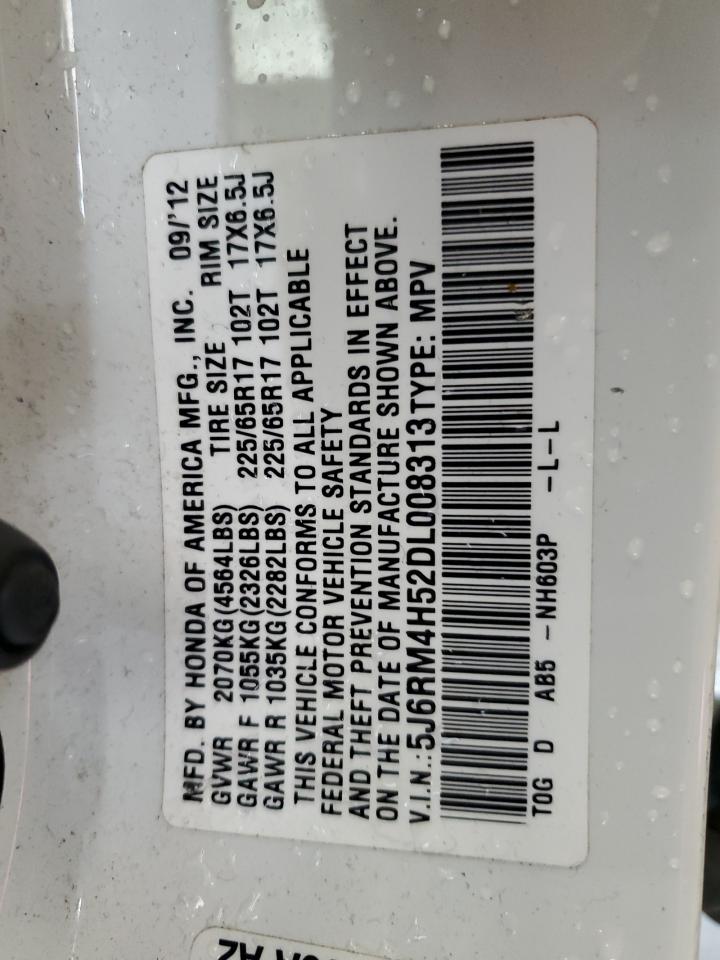 MFD. BY HONDA OF AMERICA MFG., INC. 09/'12
GVWR 2070KG(4564LBS) TIRE SIZE RIM SIZE
GAWR F 1055KG(2326LBS) 225/65R17 102T 17X6.5J
GAWR R 1035KG(2282LBS) 225/65R17 102T 17X6.5J
THIS VEHICLE CONFORMS TO ALL APPLICABLE
FEDERAL MOTOR VEHICLE SAFETY
AND THEFT PREVENTION STANDARDS IN EFFECT
ON THE DATE OF MANUFACTURE SHOWN ABOVE.
V.I.N.:5J6RM4H52DL008313TYPE: MPV
TOG D AB5 -NH603P -L-L